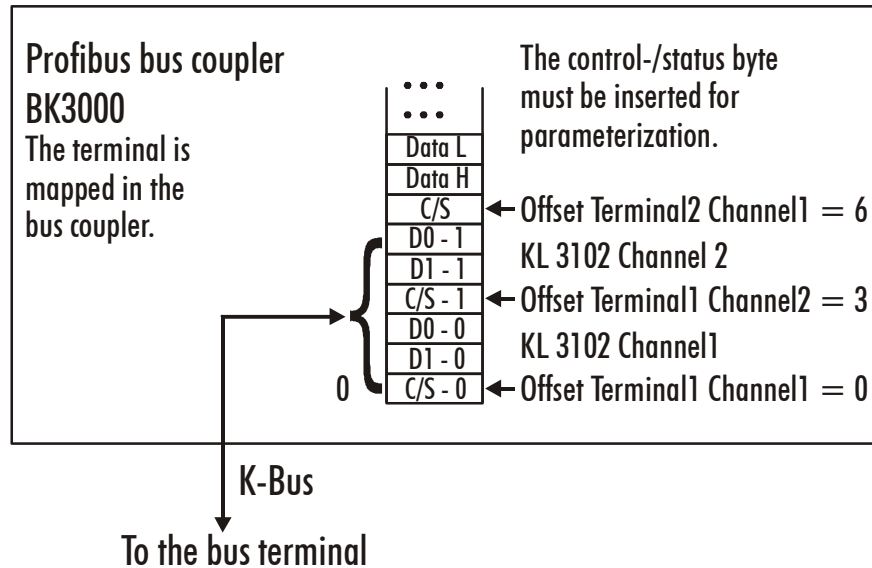 Profibus bus coupler
BK3000
The terminal is
mapped in the
bus coupler.
The control-/status byte
must be inserted for
parameterization.
Data L
Data H
C/S
D0 - 1
D1 - 1
C/S - 1
D0 - 0
D1 - 0
C/S - 0
0
Offset Terminal2 Channel1 = 6
KL 3102 Channel 2
Offset Terminal1 Channel2 = 3
KL 3102 Channel1
Offset Terminal1 Channel1 = 0
K-Bus
To the bus terminal